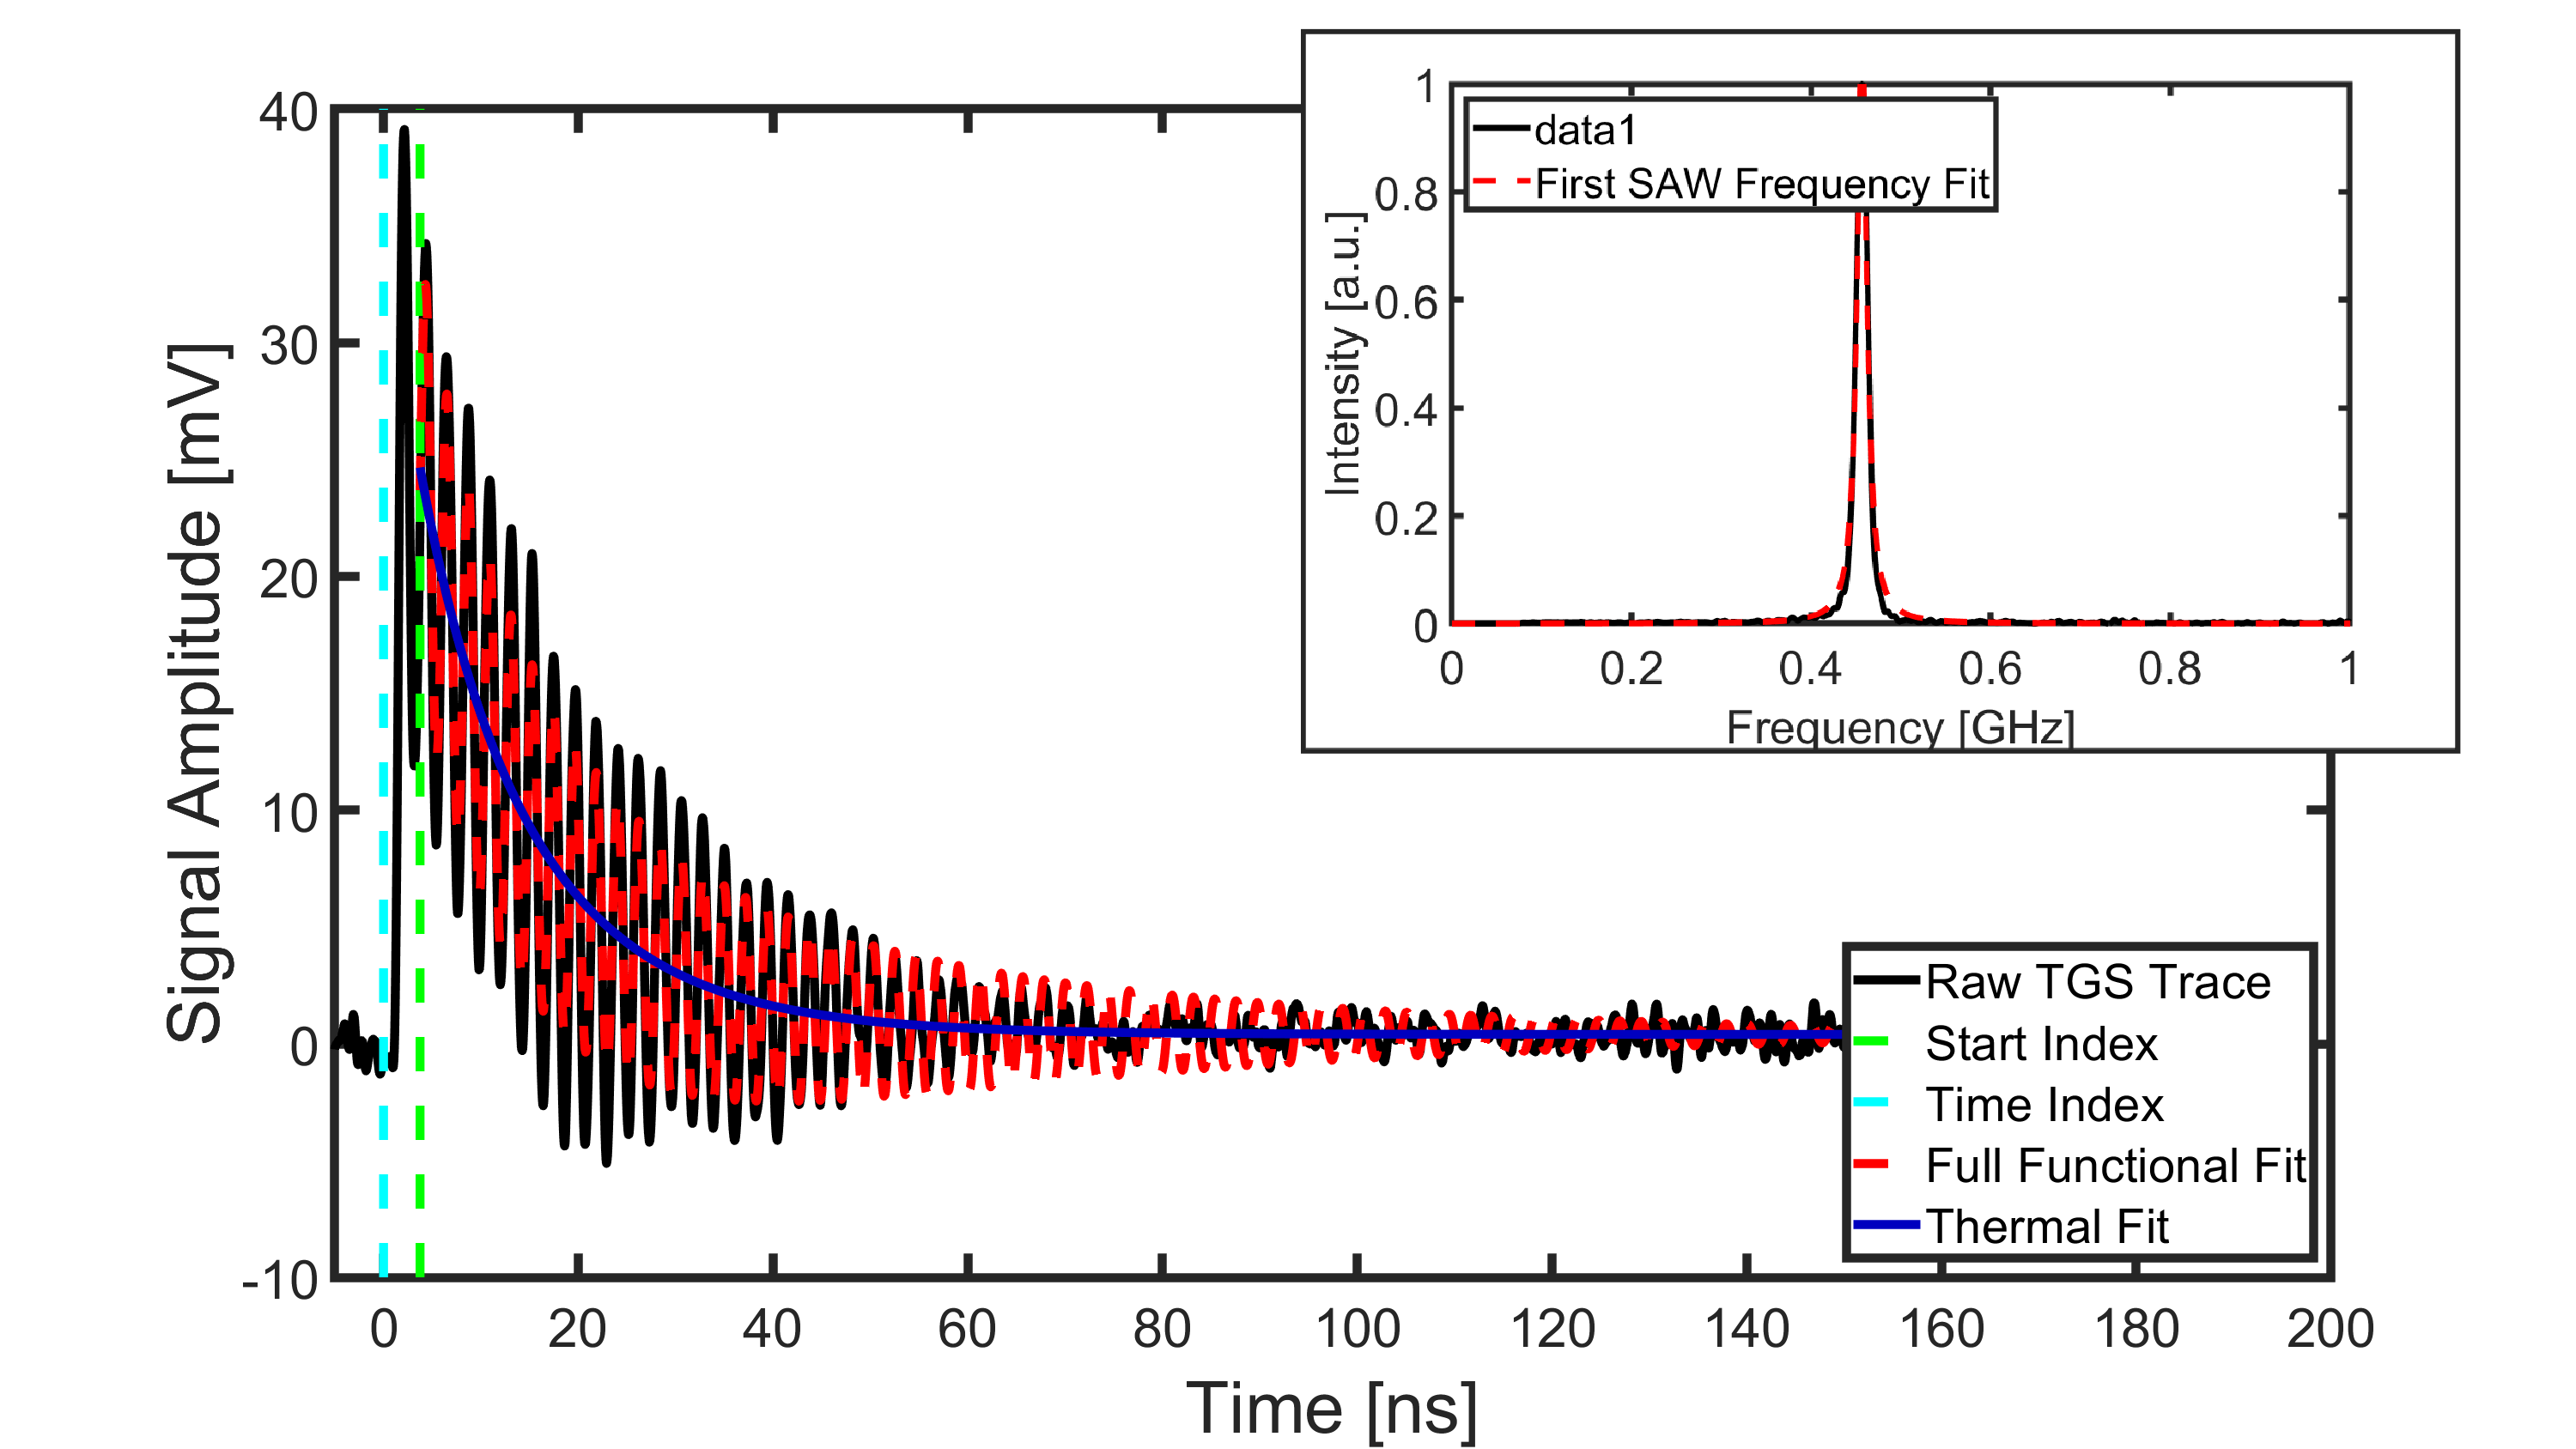 40
30
20
10
0
-10
Signal Amplitude [mV]
0 20 40 60 80 100 120 140 160 180 200
Time [ns]
1
0.8
0.6
0.4
0.2
0
Intensity [a.u.]
data1
First SAW Frequency Fit
0 0.2 0.4 0.6 0.8 1
Frequency [GHz]
Raw TGS Trace
Start Index
Time Index
Full Functional Fit
Thermal Fit